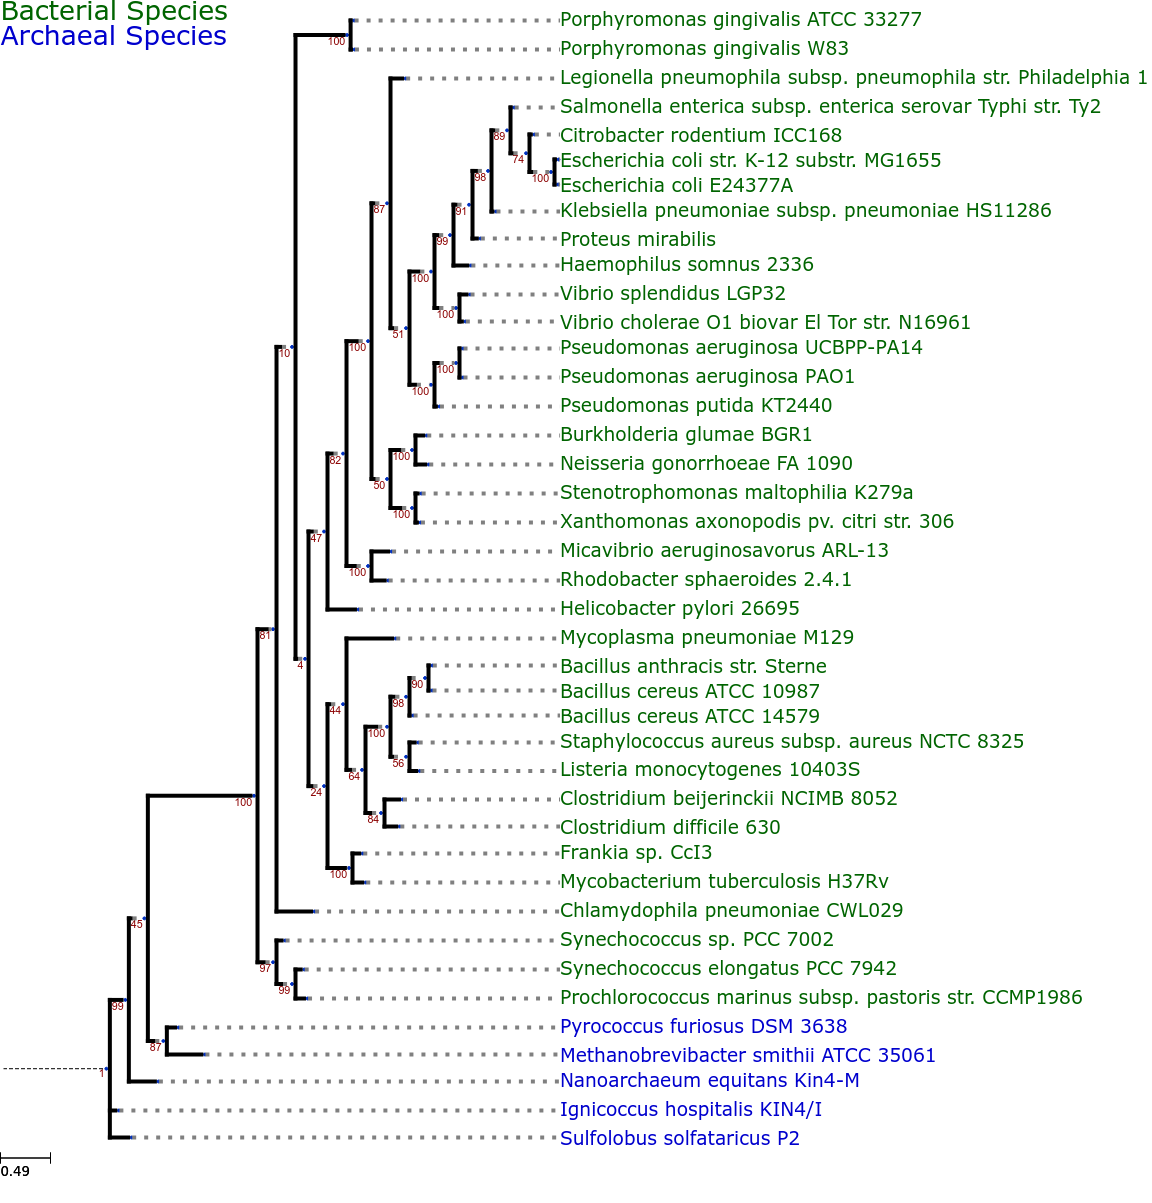 Bacterial Species
Archaeal Species
Porphyromonas gingivalis ATCC 33277
100
Porphyromonas gingivalis W83
Legionella pneumophila subsp. pneumophila str. Philadelphia 1
Salmonella enterica subsp. enterica serovar Typhi str. Ty2
89
Citrobacter rodentium ICC168
74
Escherichia coli str. K-12 substr. MG1655
98
100
Escherichia coli E24377A
87
91
Klebsiella pneumoniae subsp. pneumoniae HS11286
99
Proteus mirabilis
Haemophilus somnus 2336
100
Vibrio splendidus LGP32
100
Vibrio cholerae O1 biovar El Tor str. N16961
51
10
100
Pseudomonas aeruginosa UCBPP-PA14
100
Pseudomonas aeruginosa PAO1
100
Pseudomonas putida KT2440
Burkholderia glumae BGR1
82
100
Neisseria gonorrhoeae FA 1090
50
Stenotrophomonas maltophilia K279a
100
Xanthomonas axonopodis pv. citri str. 306
47
Micavibrio aeruginosavorus ARL-13
100
Rhodobacter sphaeroides 2.4.1
Helicobacter pylori 26695
81
Mycoplasma pneumoniae M129
4
Bacillus anthracis str. Sterne
90
Bacillus cereus ATCC 10987
44
98
Bacillus cereus ATCC 14579
100
Staphylococcus aureus subsp. aureus NCTC 8325
56
Listeria monocytogenes 10403S
64
24
Clostridium beijerinckii NCIMB 8052
100
84
Clostridium difficile 630
Frankia sp. CcI3
100
Mycobacterium tuberculosis H37Rv
Chlamydophila pneumoniae CWL029
45
Synechococcus sp. PCC 7002
97
Synechococcus elongatus PCC 7942
99
Prochlorococcus marinus subsp. pastoris str. CCMP1986
99
Pyrococcus furiosus DSM 3638
87
Methanobrevibacter smithii ATCC 35061
1
Nanoarchaeum equitans Kin4-M
Ignicoccus hospitalis KIN4/I
Sulfolobus solfataricus P2
0.49